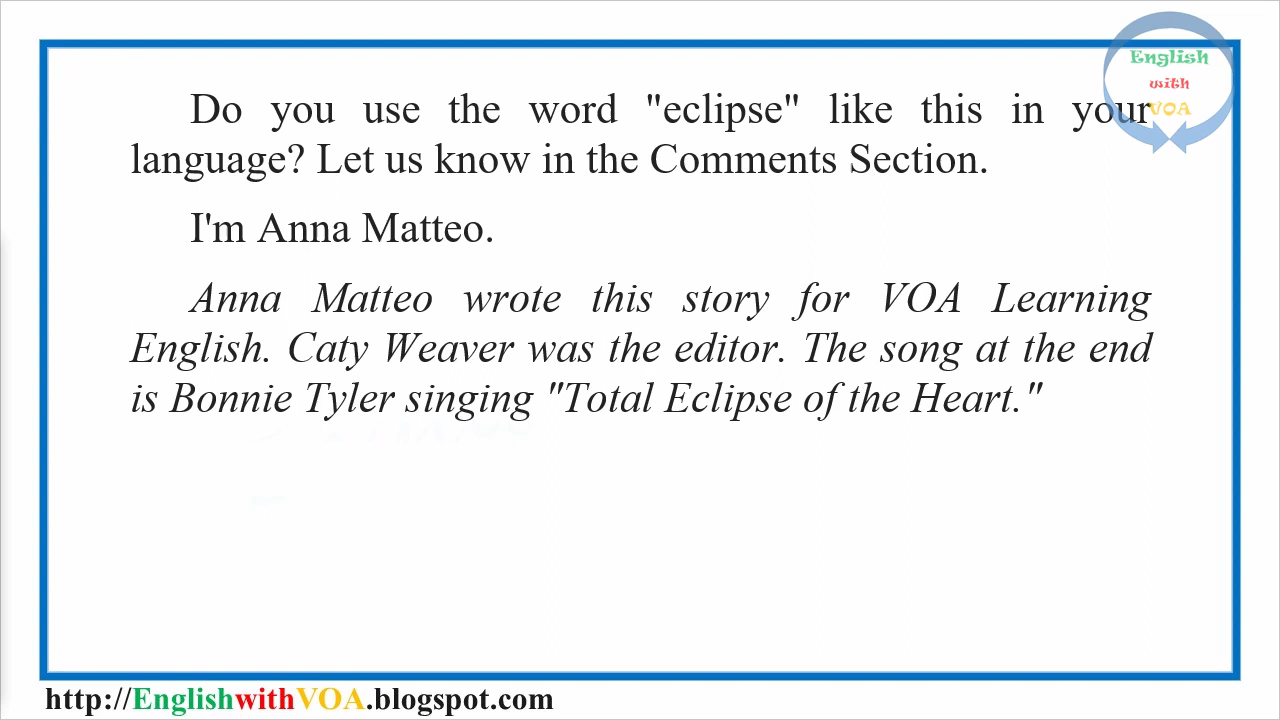 English
with
VOA
Do you use the word "eclipse" like this in your
language? Let us know in the Comments Section.
I'm Anna Matteo.
Anna Matteo wrote this story for VOA Learning
English. Caty Weaver was the editor. The song at the end
is Bonnie Tyler singing "Total Eclipse of the Heart."
http://EnglishwithVOA.blogspot.com